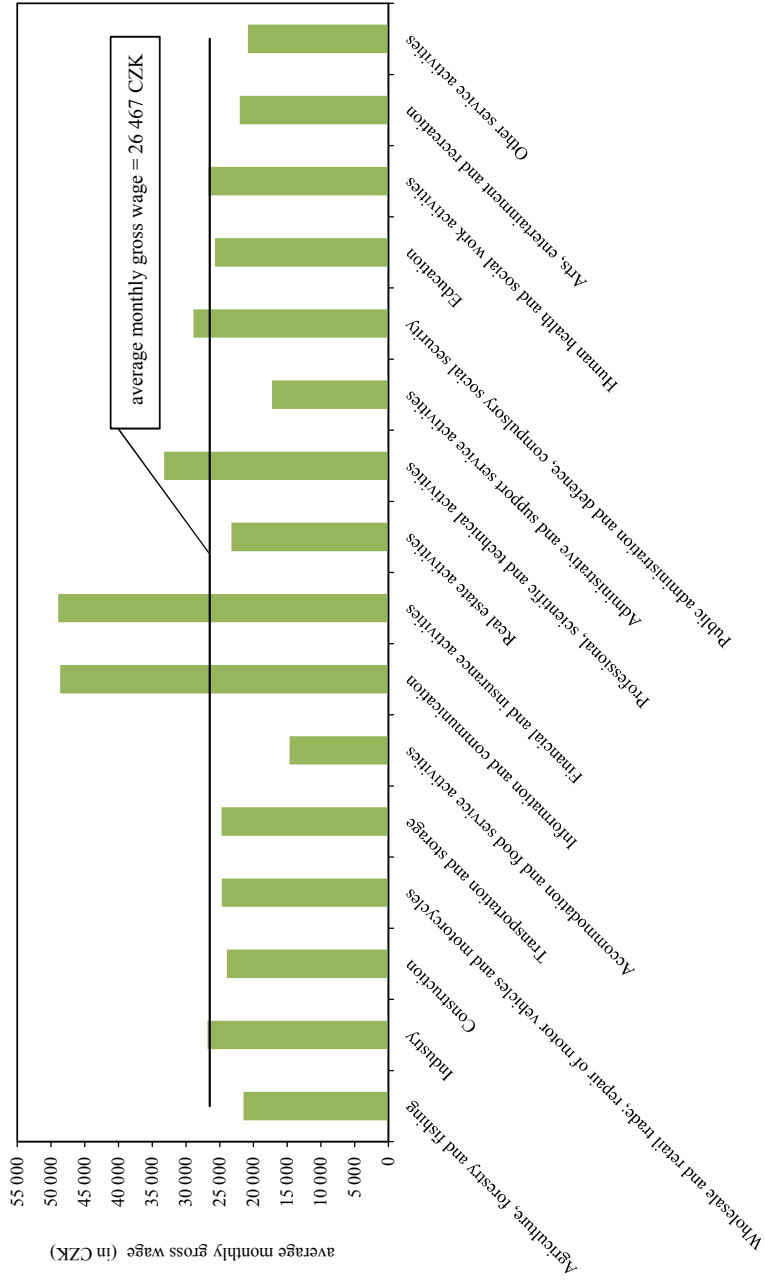 average monthly gross wage (in CZK)
55 000
50 000
45 000
40 000
35 000
30 000
25 000
20 000
15 000
10 000
5 000
0
average monthly gross wage = 26 467 CZK
Agriculture, forestry and fishing
Industry
Construction
Wholesale and retail trade; repair of motor vehicles and motorcycles
Transportation and storage
Accommodation and food service activities
Information and communication
Financial and insurance activities
Real estate activities
Professional, scientific and technical activities
Administrative and support service activities
Public administration and defence, compulsory social security
Education
Human health and social work activities
Arts, entertainment and recreation
Other service activities